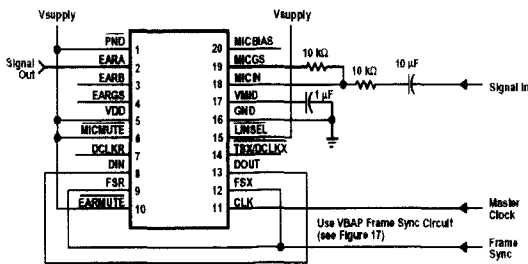 Vsupply
Vsupply
PND
1
20
MICBIAS
Signal Out
EARA
2
19
MICGS
10 kΩ
10 kΩ
10 µF
EARB
3
18
MICIN
Signal In
EARGS
4
17
VMID
1 µF
VDD
5
16
GND
MICMUTE
6
15
LINSEL
DCLKR
7
14
TSX/DCLKX
DIN
8
13
DOUT
FSR
9
12
FSX
EARMUTE
10
11
CLK
Master Clock
Use VBAP Frame Sync Circuit
(see Figure 17)
Frame Sync